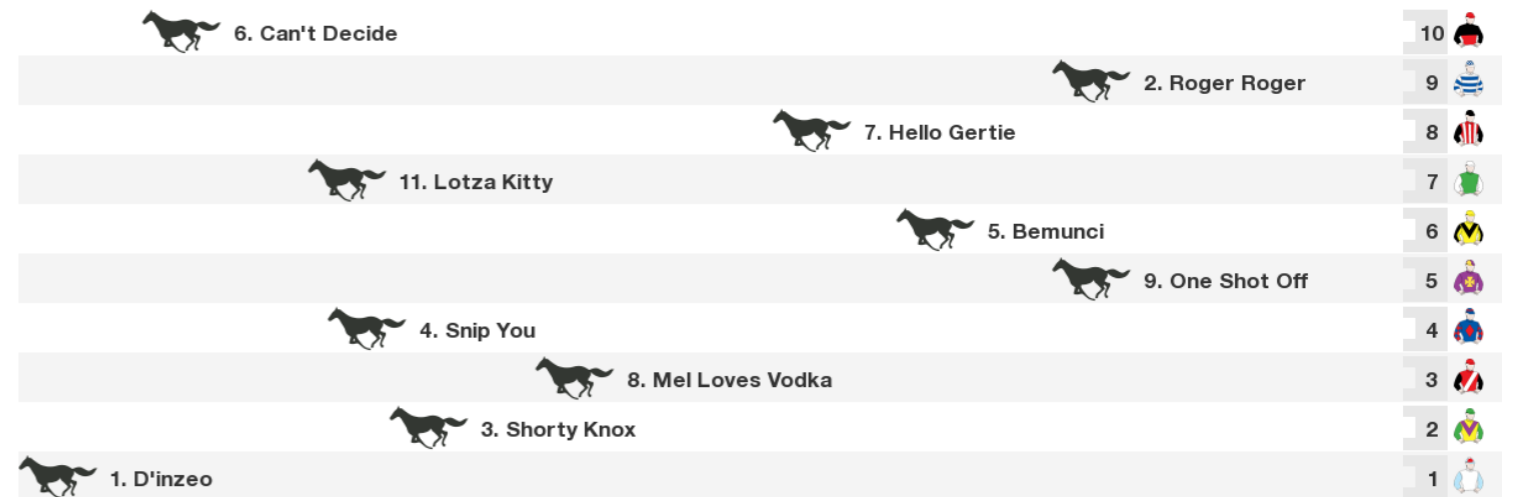 6. Can't Decide 10
2. Roger Roger 9
7. Hello Gertie 8
11. Lotza Kitty 7
5. Bemunci 6
9. One Shot Off 5
4. Snip You 4
8. Mel Loves Vodka 3
3. Shorty Knox 2
1. D'inzeo 1